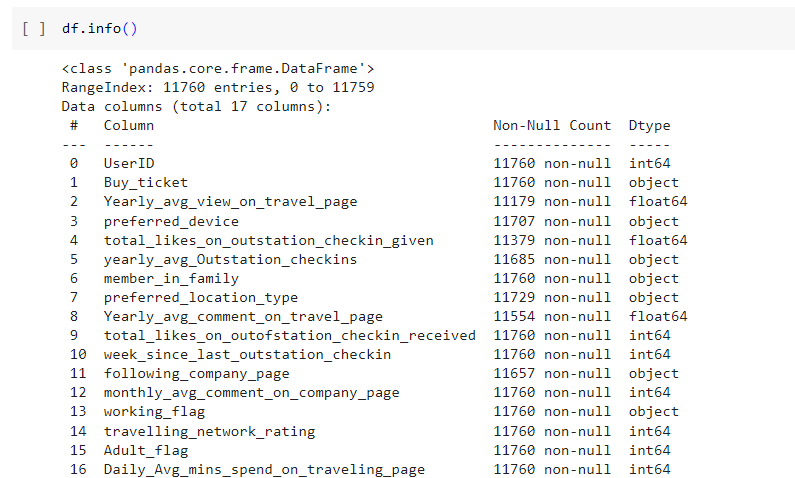 [ ] df.info()
<class 'pandas.core.frame.DataFrame'>
RangeIndex: 11760 entries, 0 to 11759
Data columns (total 17 columns):
# Column Non-Null Count Dtype
--- ------ -------------- -----
0 UserID 11760 non-null int64
1 Buy_ticket 11760 non-null object
2 Yearly_avg_view_on_travel_page 11179 non-null float64
3 preferred_device 11707 non-null object
4 total_likes_on_outstation_checkin_given 11379 non-null float64
5 yearly_avg_Outstation_checkins 11685 non-null object
6 member_in_family 11760 non-null object
7 preferred_location_type 11729 non-null object
8 Yearly_avg_comment_on_travel_page 11554 non-null float64
9 total_likes_on_outofstation_checkin_received 11760 non-null int64
10 week_since_last_outstation_checkin 11760 non-null int64
11 following_company_page 11657 non-null object
12 monthly_avg_comment_on_company_page 11760 non-null int64
13 working_flag 11760 non-null object
14 travelling_network_rating 11760 non-null int64
15 Adult_flag 11760 non-null int64
16 Daily_Avg_mins_spend_on_traveling_page 11760 non-null int64